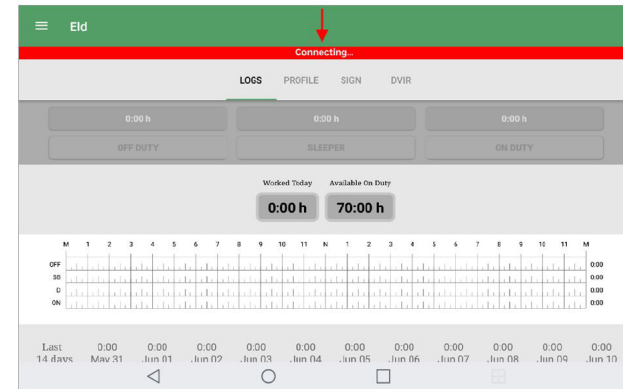 Eld
Connecting...
LOGS PROFILE SIGN DVIR
0:00 h 0:00 h 0:00 h
OFF DUTY SLEEPER ON DUTY
Worked Today Available On Duty
0:00 h 70:00 h
M 1 2 3 4 5 6 7 8 9 10 11 N 1 2 3 4 5 6 7 8 9 10 11 M
OFF 0:00
SB 0:00
D 0:00
ON 0:00
Last 0:00 0:00 0:00 0:00 0:00 0:00 0:00 0:00 0:00 0:00 0:00
14 days May 31 Jun 01 Jun 02 Jun 03 Jun 04 Jun 05 Jun 06 Jun 07 Jun 08 Jun 09 Jun 10